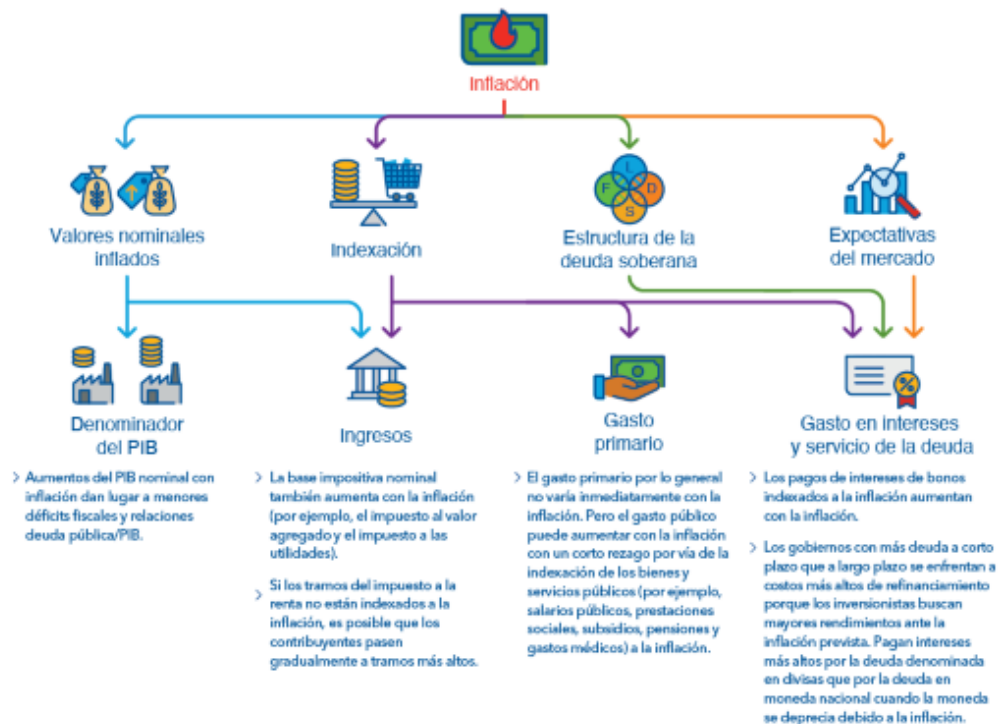 Inflación
Valores nominales
inflados
Indexación
L
F
D
S
Estructura de la
deuda soberana
Expectativas
del mercado
Denominador
del PIB
Ingresos
Gasto
primario
%
Gasto en intereses
y servicio de la deuda
> Aumentos del PIB nominal con
inflación dan lugar a menores
déficits fiscales y relaciones
deuda pública/PIB.
> La base impositiva nominal
también aumenta con la inflación
(por ejemplo, el impuesto al valor
agregado y el impuesto a las
utilidades).
> Si los tramos del impuesto a la
renta no están indexados a la
inflación, es posible que los
contribuyentes pasen
gradualmente a tramos más altos.
> El gasto primario por lo general
no varía inmediatamente con la
inflación. Pero el gasto público
puede aumentar con la inflación
con un corto rezago por vía de la
indexación de los bienes y
servicios públicos (por ejemplo,
salarios públicos, prestaciones
sociales, subsidios, pensiones y
gastos médicos) a la inflación.
> Los pagos de intereses de bonos
indexados a la inflación aumentan
con la inflación.
> Los gobiernos con más deuda a corto
plazo que a largo plazo se enfrentan a
costos más altos de refinanciamiento
porque los inversionistas buscan
mayores rendimientos ante la
inflación prevista. Pagan intereses
más altos por la deuda denominada
en divisas que por la deuda en
moneda nacional cuando la moneda
se deprecia debido a la inflación.